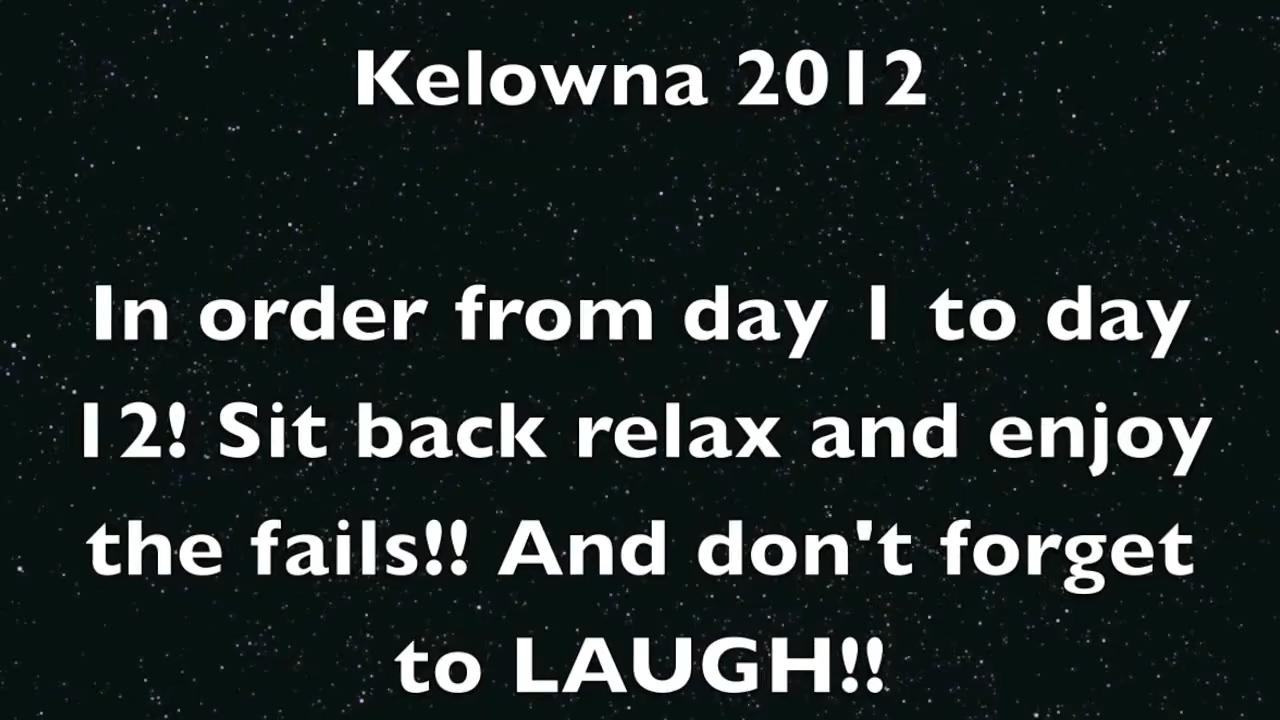 Kelowna 2012
In order from day 1 to day
12! Sit back relax and enjoy
the fails!! And don't forget
to LAUGH!!